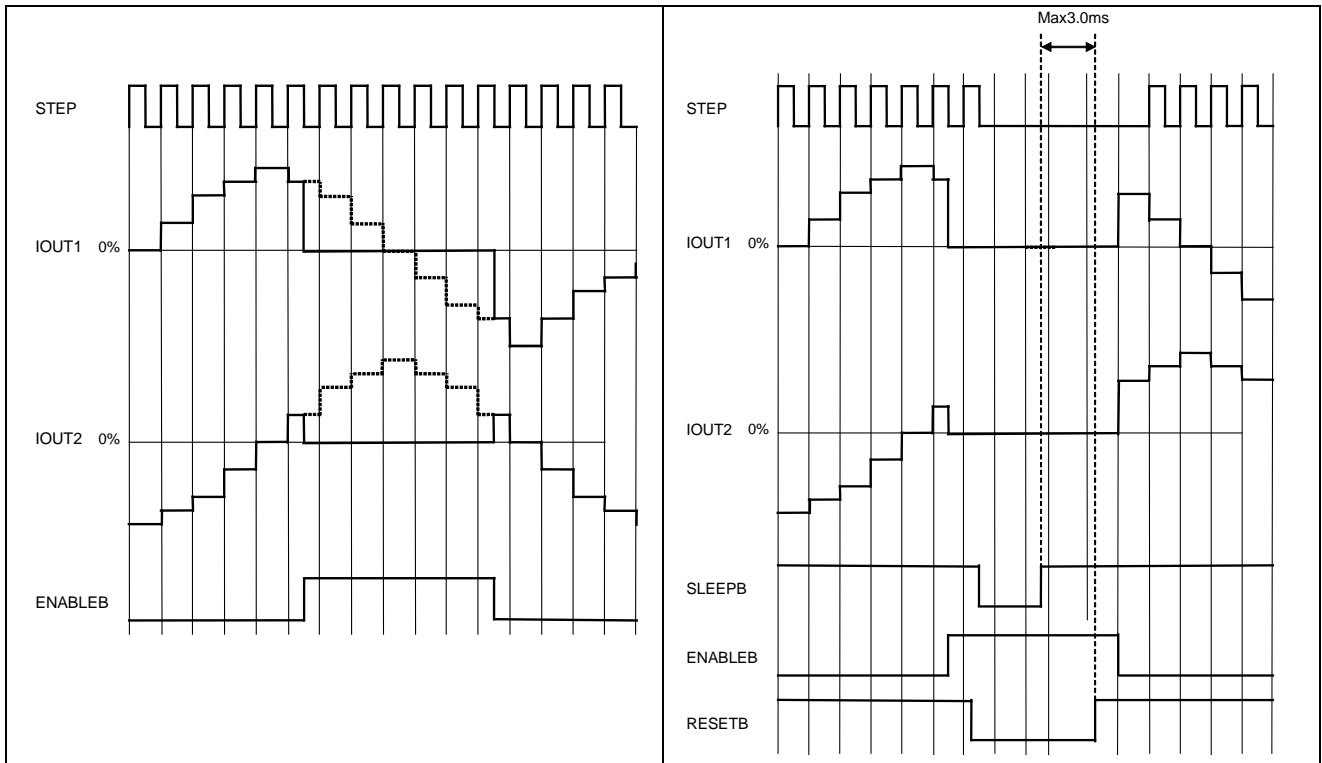 STEP
IOUT1 0%
IOUT2 0%
ENABLEB
Max3.0ms
STEP
IOUT1 0%
IOUT2 0%
SLEEPB
ENABLEB
RESETB